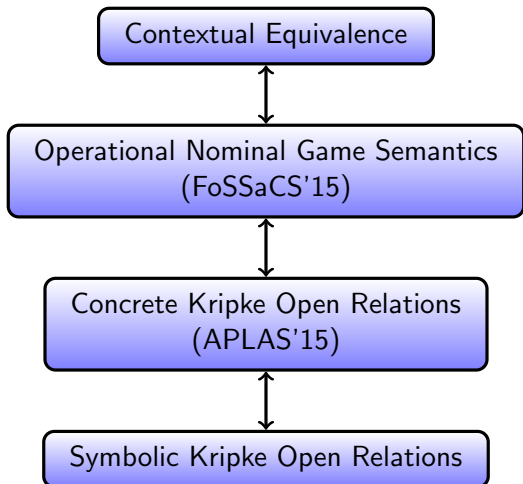 Contextual Equivalence
Operational Nominal Game Semantics
(FoSSaCS'15)
Concrete Kripke Open Relations
(APLAS'15)
Symbolic Kripke Open Relations